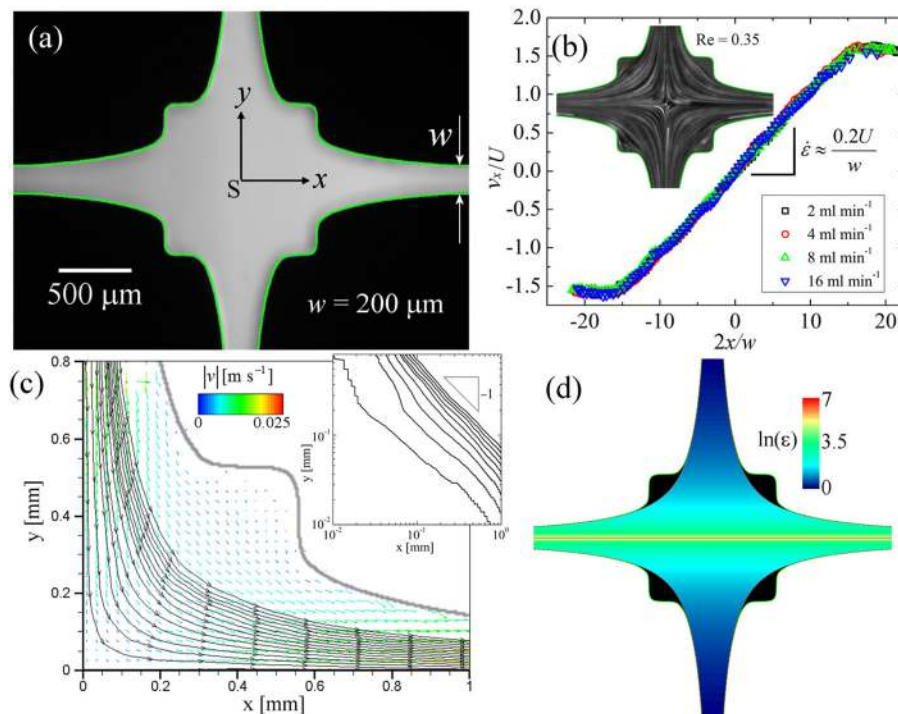 (a)
y
w
S
x
500 μm
w = 200 μm
(b)
Re = 0.35
2.0
1.5
1.0
0.5
0.0
-0.5
-1.0
-1.5
vx/U
ε̇ ≈ 0.2U
w
2 ml min⁻¹
4 ml min⁻¹
8 ml min⁻¹
16 ml min⁻¹
-20 -10 0 10 20
2x/w
(c)
|v| [m s⁻¹]
0 0.025
0.8
0.6
0.4
0.2
0
y [mm]
0 0.2 0.4 0.6 0.8 1
x [mm]
10⁻¹
10⁻²
y [mm]
10⁻² 10⁻¹ 10⁰
x [mm]
−1
(d)
ln(ε)
7
3.5
0